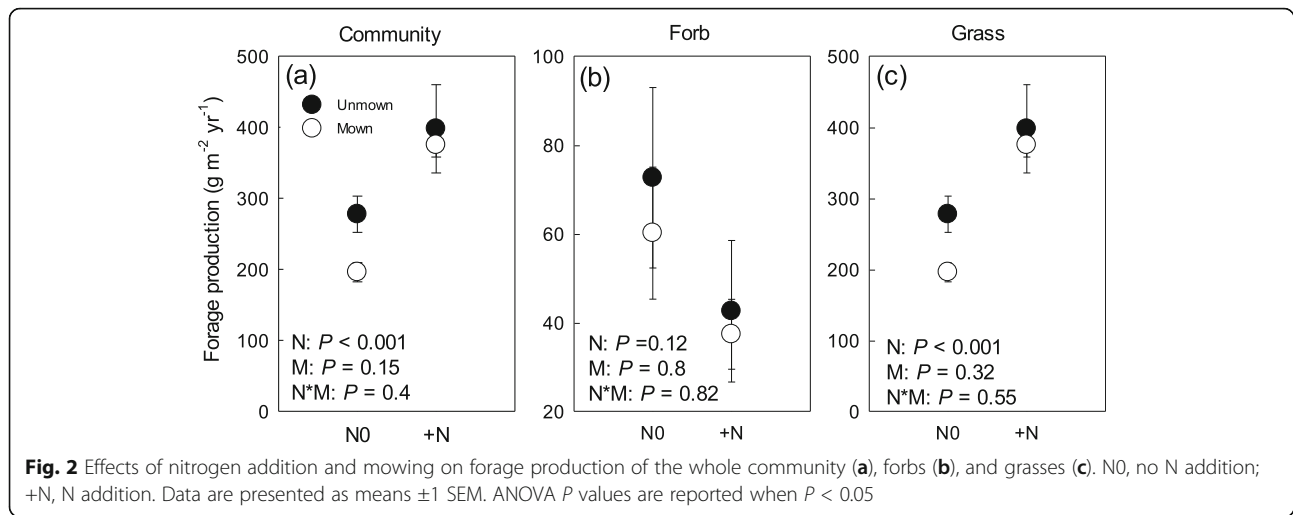 Community
Forb
Grass
Forage production (g m⁻² yr⁻¹)
500
400
300
200
100
0
(a)
Unmown
Mown
N: P < 0.001
M: P = 0.15
N*M: P = 0.4
N0 +N
100
80
60
40
20
(b)
N: P =0.12
M: P = 0.8
N*M: P = 0.82
N0 +N
500
400
300
200
100
0
(c)
N: P < 0.001
M: P = 0.32
N*M: P = 0.55
N0 +N
Fig. 2 Effects of nitrogen addition and mowing on forage production of the whole community (a), forbs (b), and grasses (c). N0, no N addition;
+N, N addition. Data are presented as means ±1 SEM. ANOVA P values are reported when P < 0.05